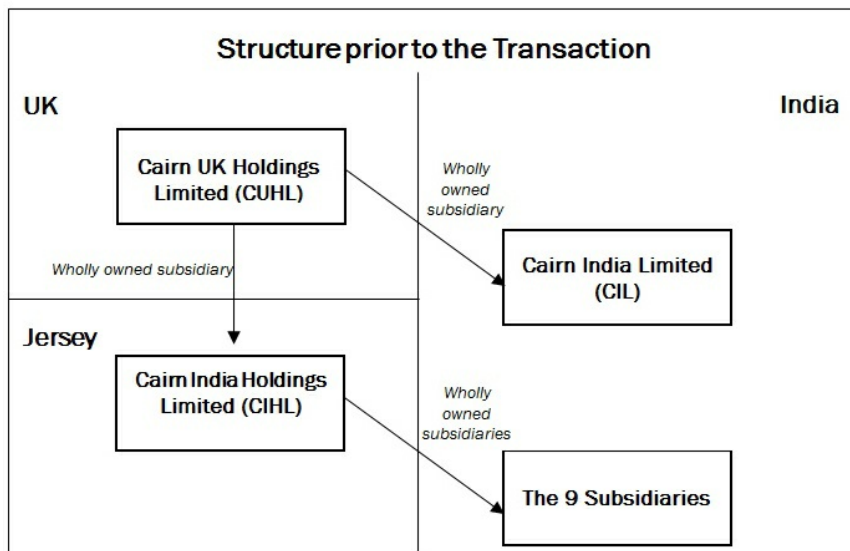 Structure prior to the Transaction
UK
India
Cairn UK Holdings
Limited (CUHL)
Wholly
owned
subsidiary
Wholly owned subsidiary
Cairn India Limited
(CIL)
Jersey
Cairn India Holdings
Limited (CIHL)
Wholly
owned
subsidiaries
The 9 Subsidiaries